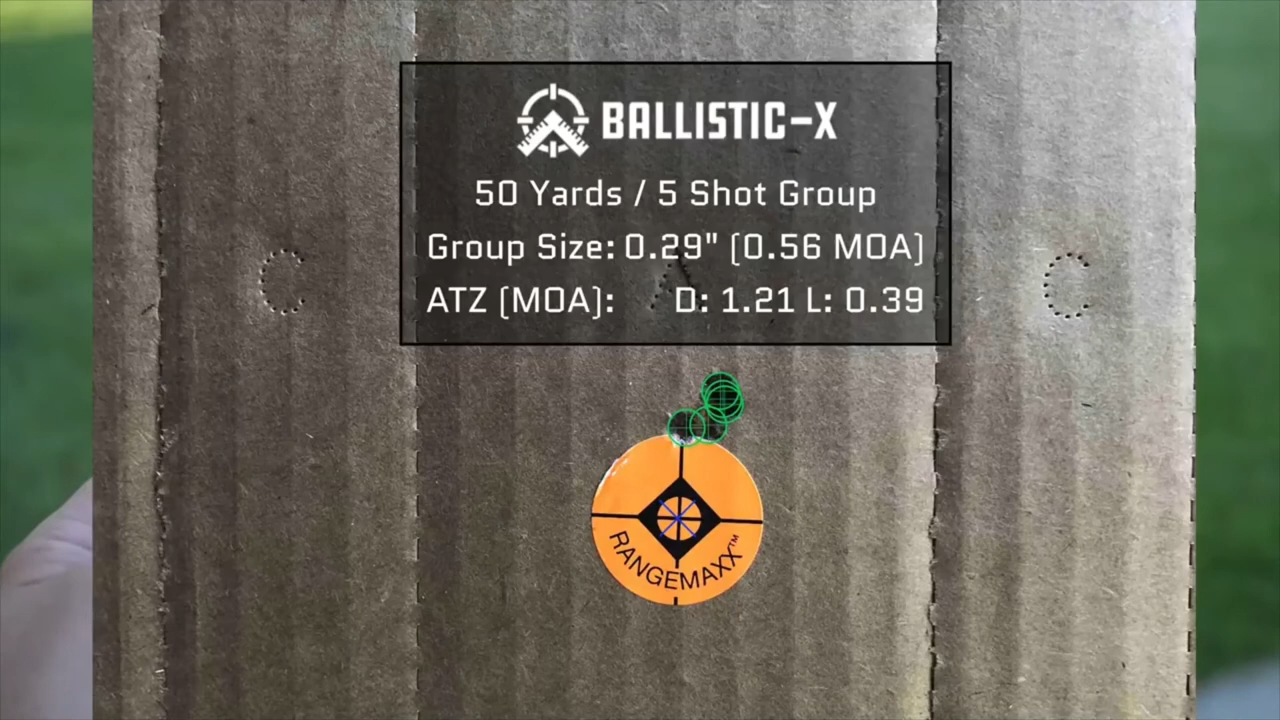 BALLISTIC-X
50 Yards / 5 Shot Group
Group Size: 0.29" (0.56 MOA)
ATZ (MOA): D: 1.21 L: 0.39
C
A
C
RANGEMAXX™